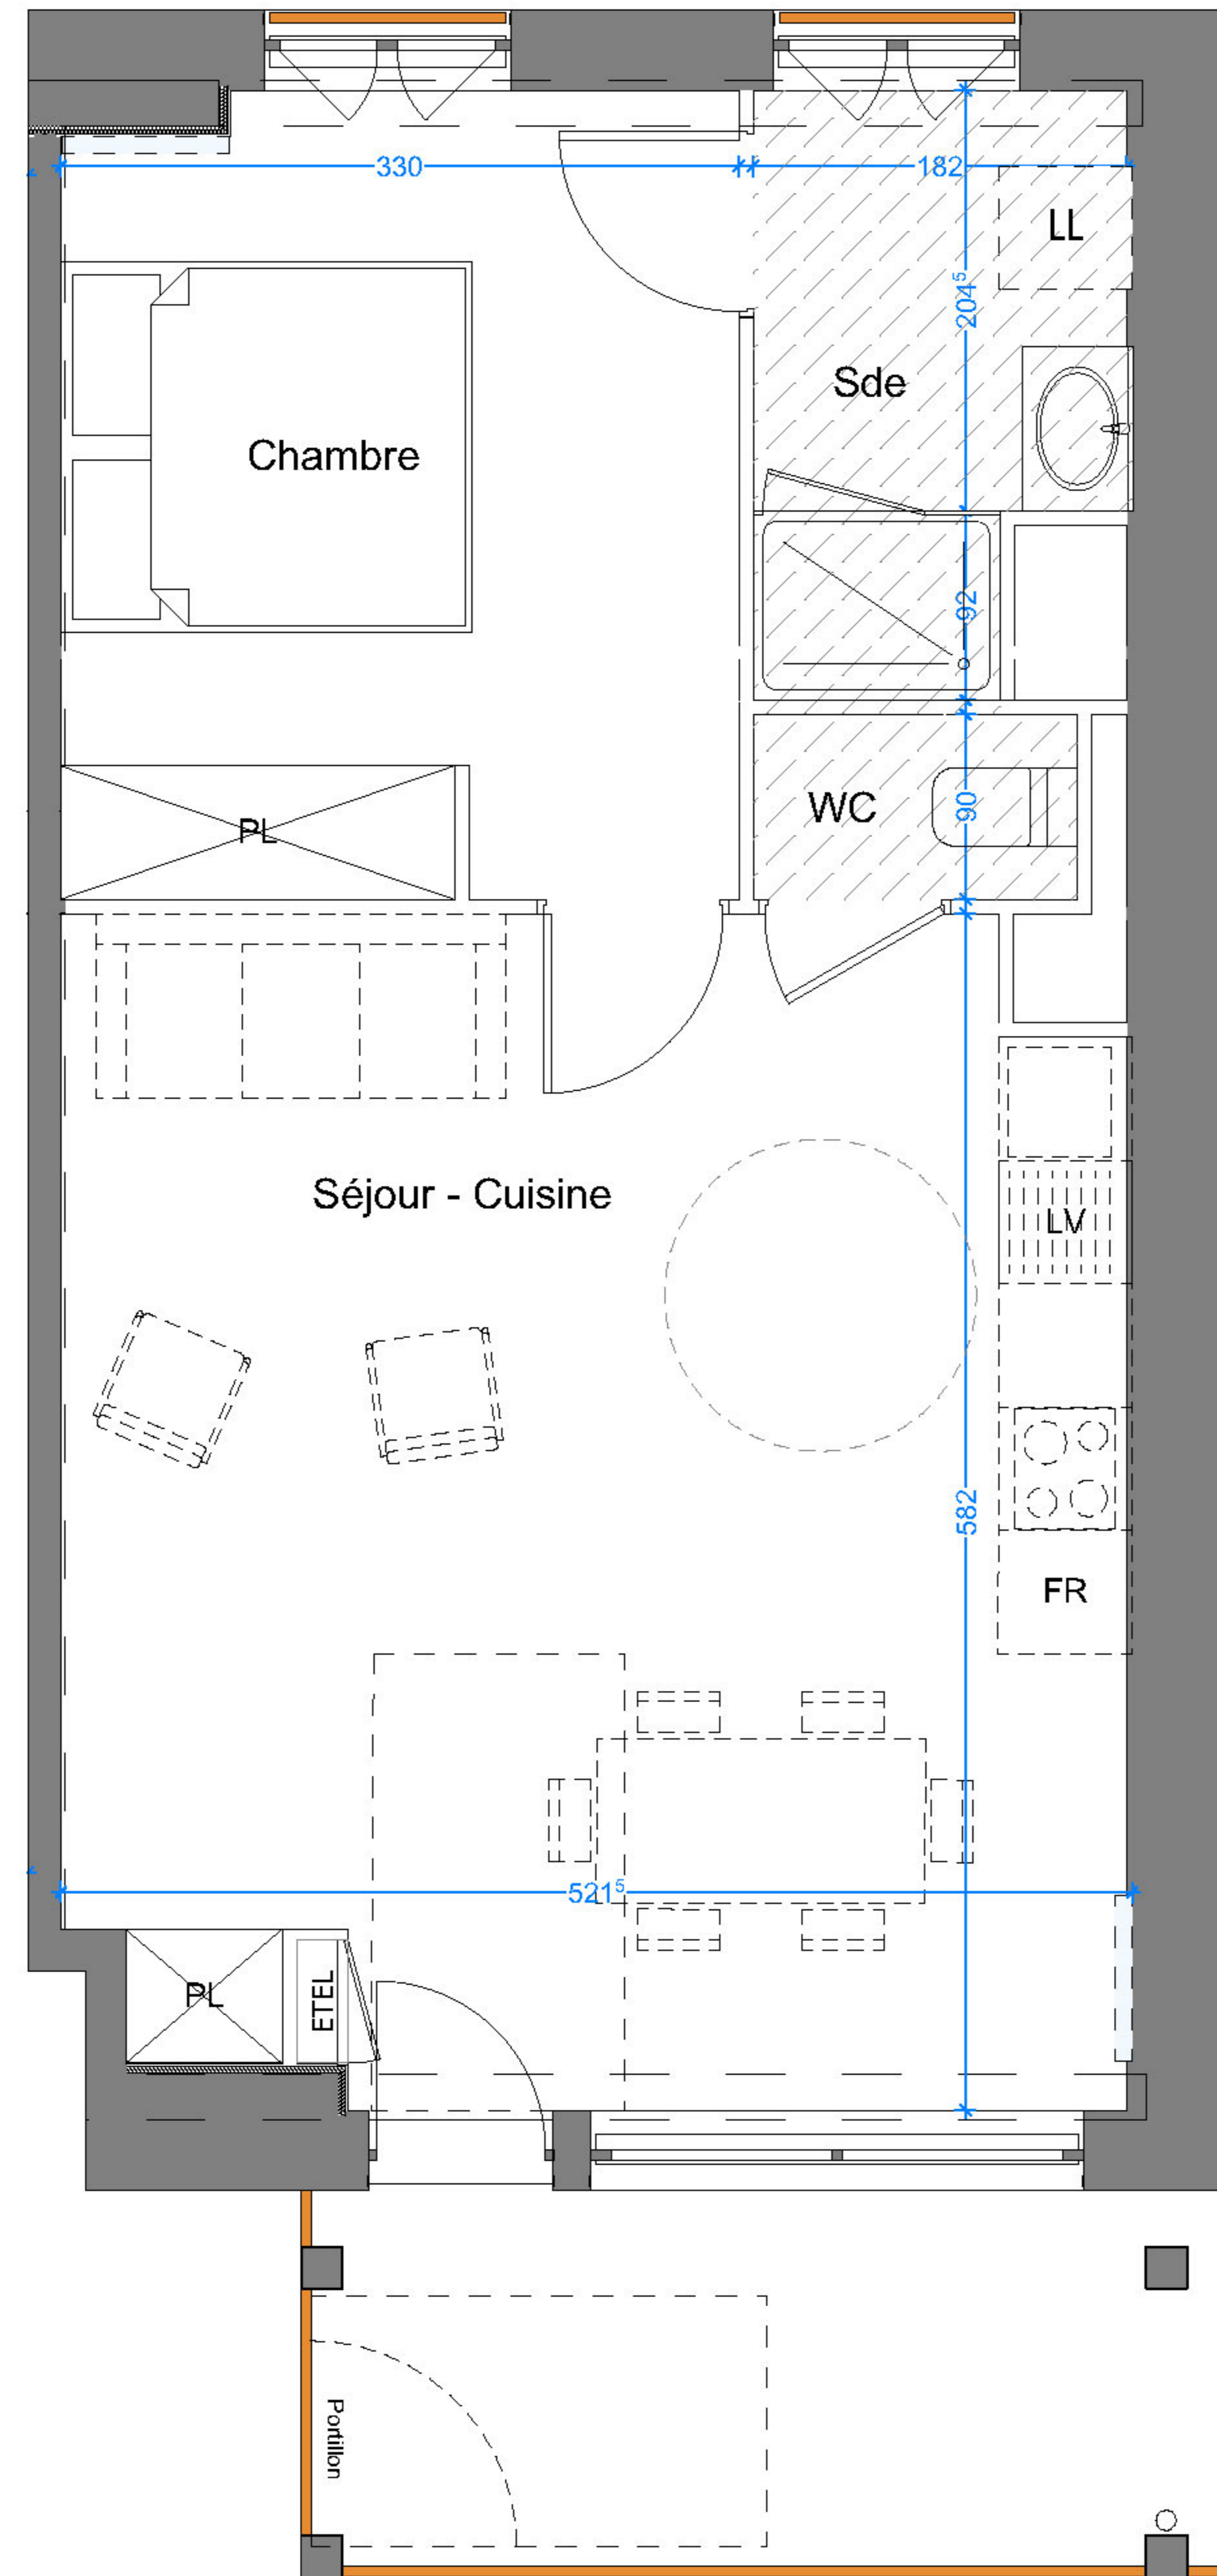 330
182
LL
204⁵
Sde
Chambre
92
WC
90
PL
Séjour - Cuisine
LV
582
FR
521⁵
PL
ETEL
Portillon